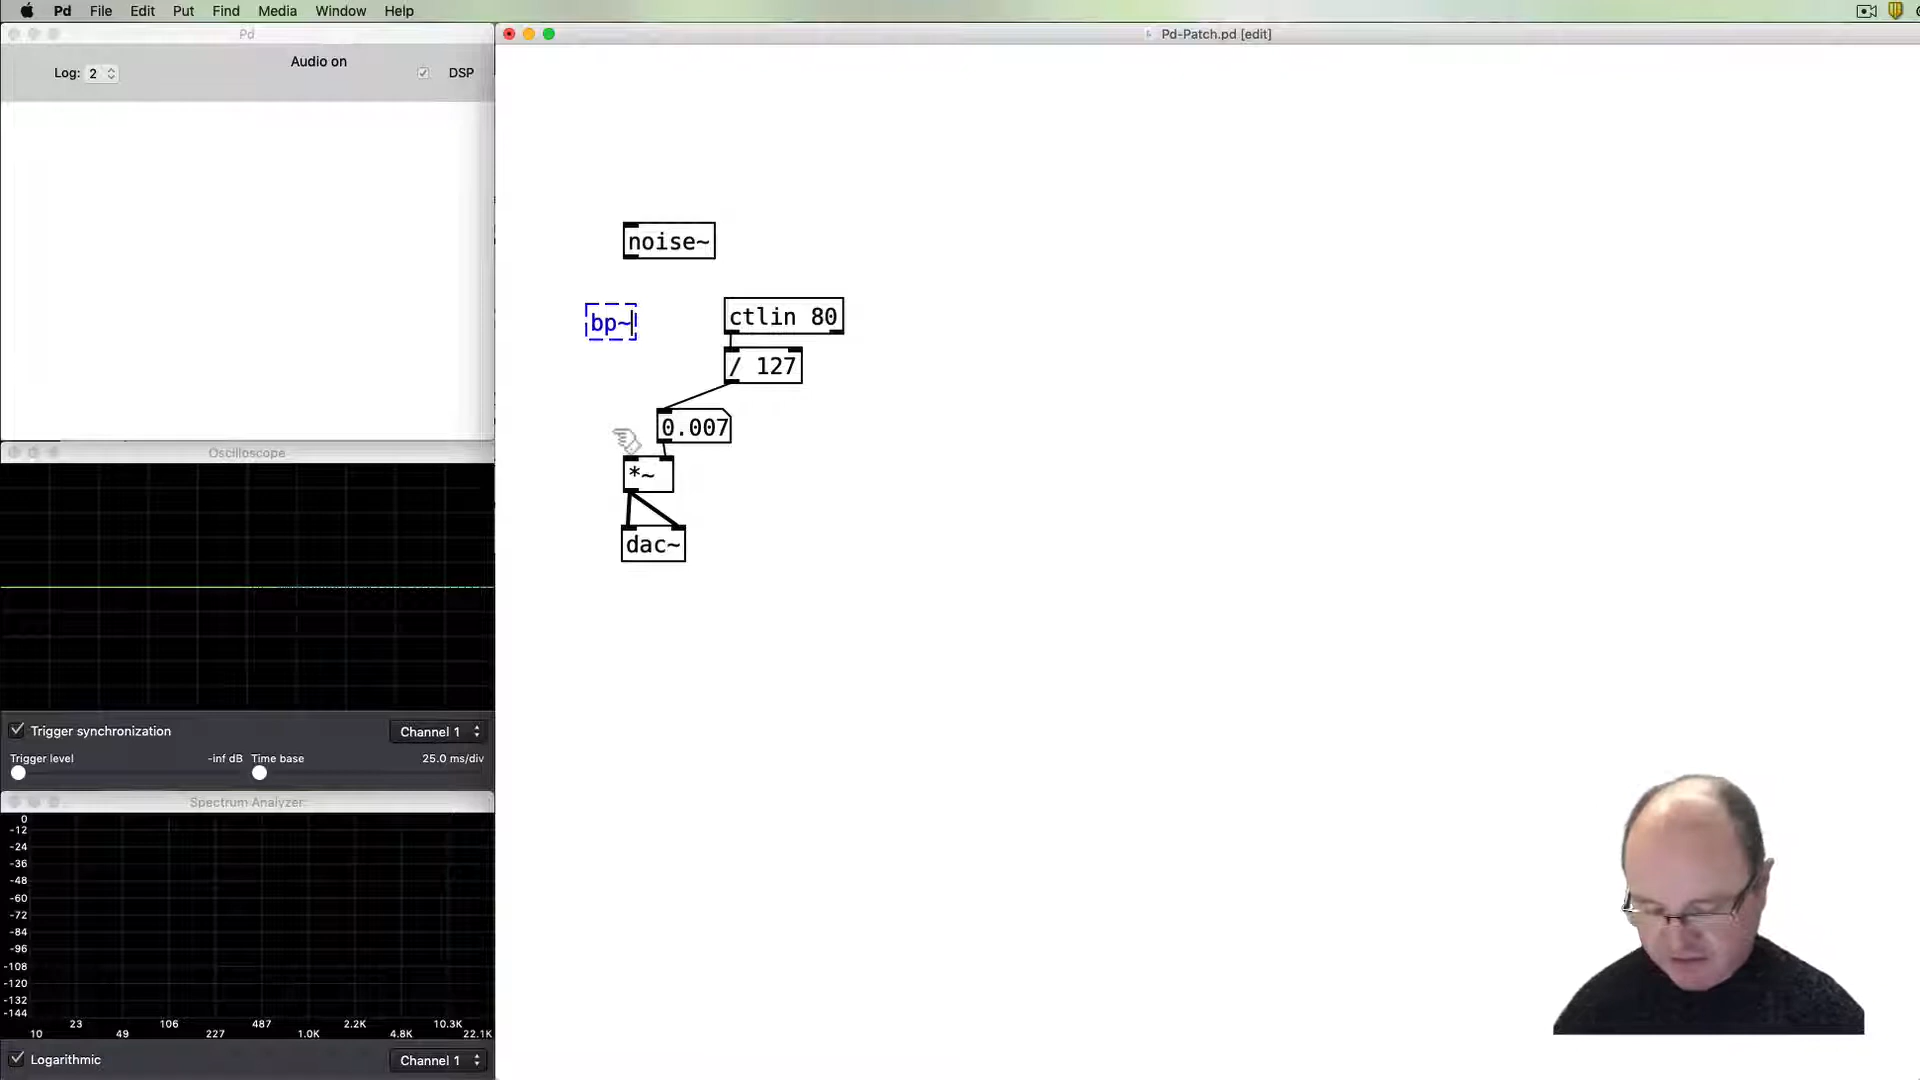 Pd File Edit Put Find Media Window Help
Pd
Audio on
Log: 2
DSP
Pd-Patch.pd [edit]
noise~
bp~
ctlin 80
/ 127
0.007
*~
dac~
Oscilloscope
Trigger synchronization
Channel 1
Trigger level -inf dB Time base 25.0 ms/div
Spectrum Analyzer
0
-12
-24
-36
-48
-60
-72
-84
-96
-108
-120
-132
-144
23 106 487 2.2K 10.3K
10 49 227 1.0K 4.8K 22.1K
Logarithmic
Channel 1